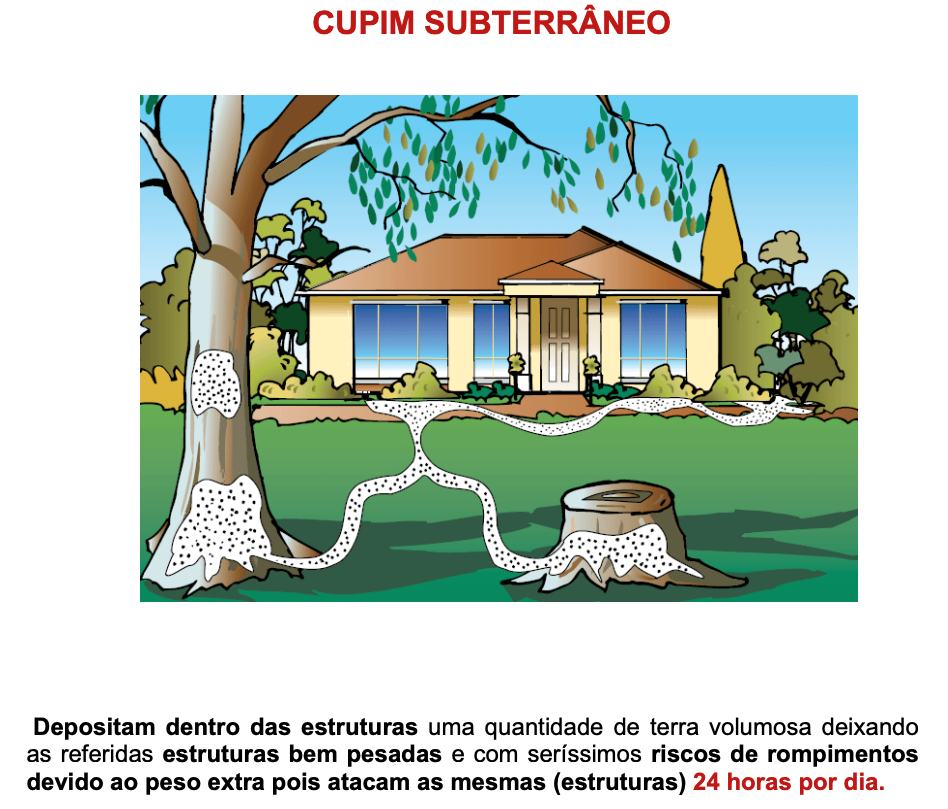 CUPIM SUBTERRÂNEO
Depositam dentro das estruturas uma quantidade de terra volumosa deixando
as referidas estruturas bem pesadas e com seríssimos riscos de rompimentos
devido ao peso extra pois atacam as mesmas (estruturas) 24 horas por dia.